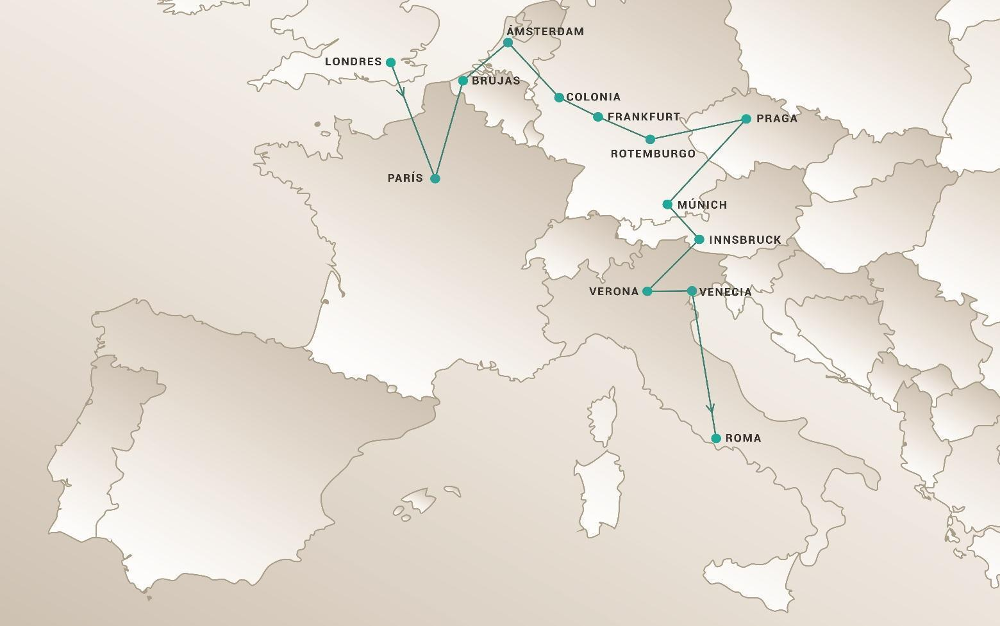 ÁMSTERDAM
LONDRES
BRUJAS
COLONIA
FRANKFURT
PRAGA
ROTEMBURGO
PARÍS
MÚNICH
INNSBRUCK
VERONA
VENECIA
ROMA